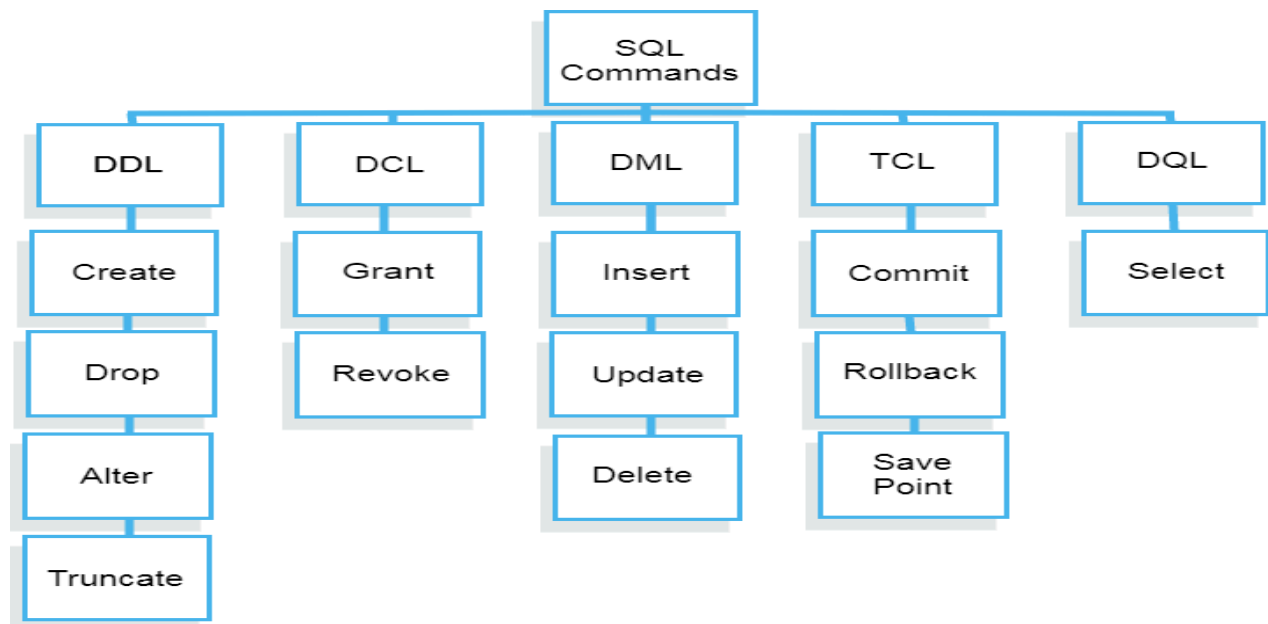 SQL
Commands
DDL
DCL
DML
TCL
DQL
Create
Grant
Insert
Commit
Select
Drop
Revoke
Update
Rollback
Alter
Delete
Save
Point
Truncate